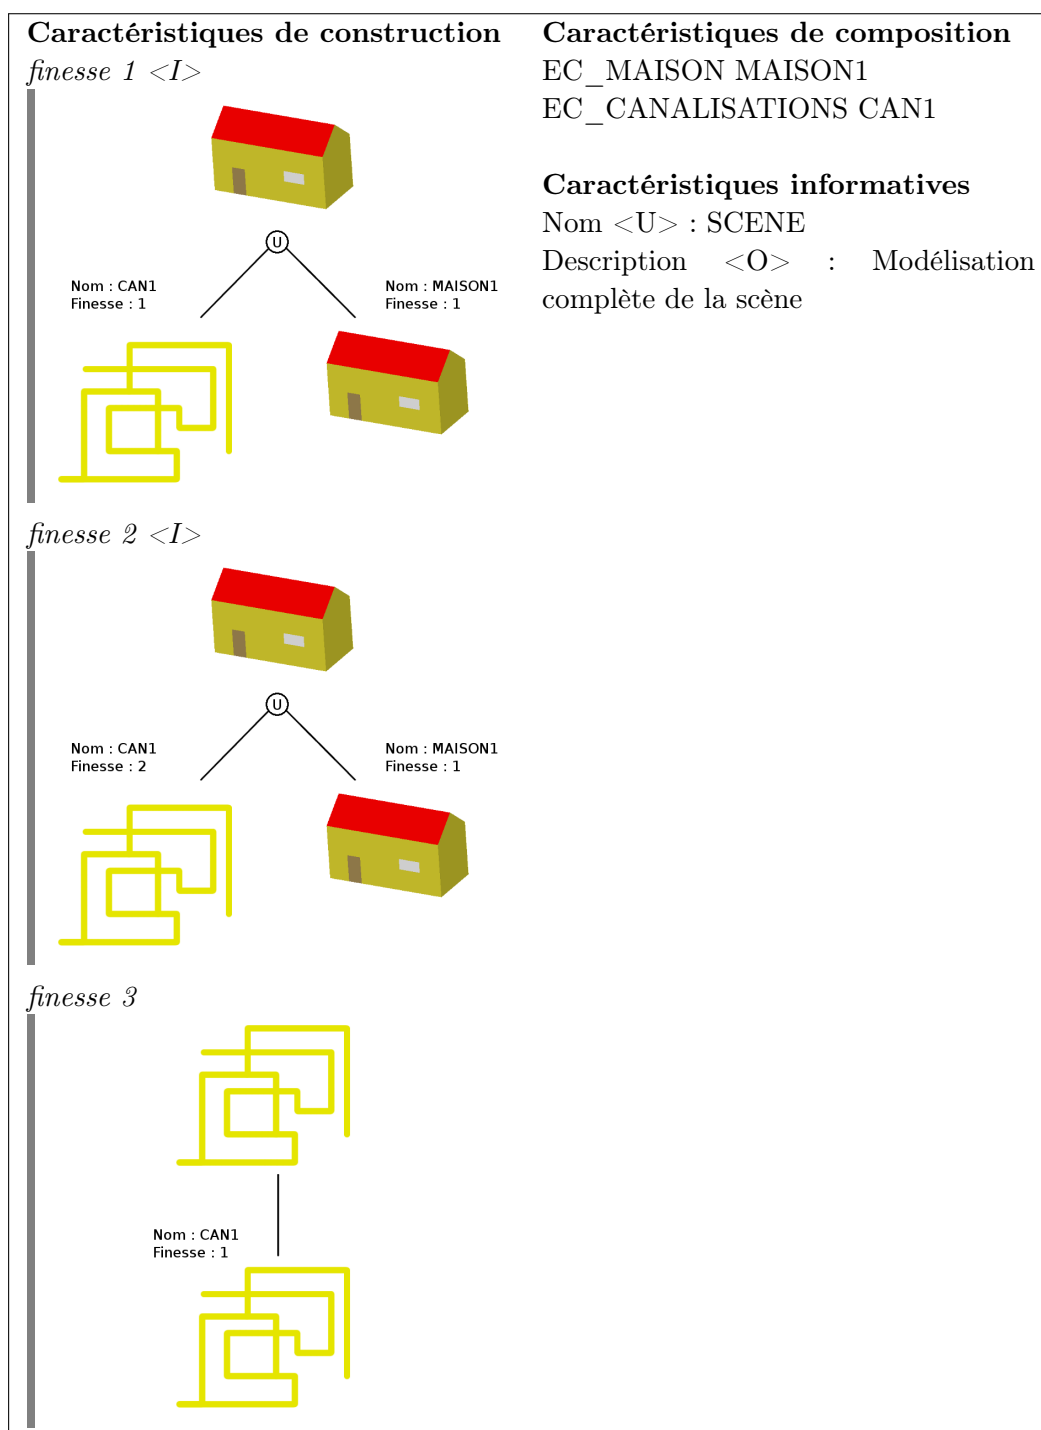 Caractéristiques de construction
finesse 1 <I>
U
Nom : CAN1
Finesse : 1
Nom : MAISON1
Finesse : 1
finesse 2 <I>
U
Nom : CAN1
Finesse : 2
Nom : MAISON1
Finesse : 1
finesse 3
Nom : CAN1
Finesse : 1
Caractéristiques de composition
EC_MAISON MAISON1
EC_CANALISATIONS CAN1
Caractéristiques informatives
Nom <U> : SCENE
Description <O> : Modélisation
complète de la scène